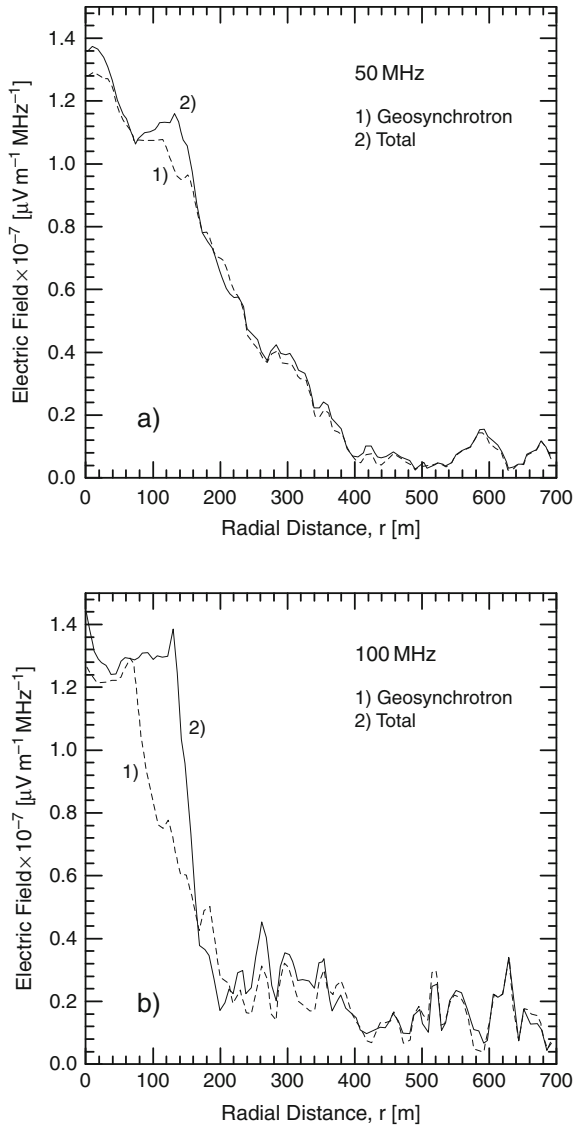 1.4
1.2
1.0
0.8
0.6
0.4
0.2
0.0
Electric Field × 10⁻⁷ [μV m⁻¹ MHz⁻¹]
50 MHz
1) Geosynchrotron
2) Total
2)
1)
a)
0 100 200 300 400 500 600 700
Radial Distance, r [m]
1.4
1.2
1.0
0.8
0.6
0.4
0.2
0.0
Electric Field × 10⁻⁷ [μV m⁻¹ MHz⁻¹]
100 MHz
1) Geosynchrotron
2) Total
2)
1)
b)
0 100 200 300 400 500 600 700
Radial Distance, r [m]